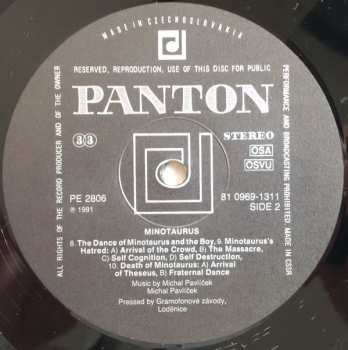 MADE IN CZECHOSLOVAKIA
RESERVED, REPRODUCTION, USE OF THIS DISC FOR PUBLIC
PERFORMANCE AND BROADCASTING PROHIBITED MADE IN CSSR
ALL RIGHTS OF THE RECORD PRODUCER AND OF THE OWNER
PANTON
33
STEREO
OSA
OSVU
PE 2806
℗ 1991
81 0969-1311
SIDE 2
MINOTAURUS
8. The Dance of Minotaurus and the Boy, 9. Minotaurus's
Hatred: A) Arrival of the Crowd, B) The Massacre,
C) Self Cognition, D) Self Destruction,
10. Death of Minotaurus: A) Arrival
of Theseus, B) Fraternal Dance
Music by Michal Pavlíček
Michal Pavlíček
Pressed by Gramofonové závody,
Loděnice